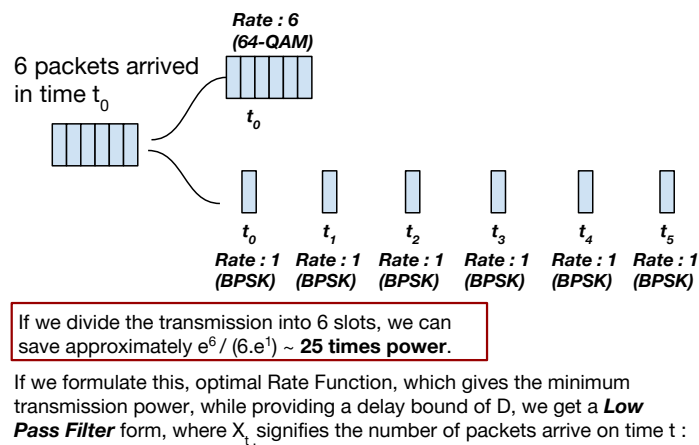 Rate : 6
(64-QAM)
6 packets arrived
in time t₀
t₀
t₀ t₁ t₂ t₃ t₄ t₅
Rate : 1 Rate : 1 Rate : 1 Rate : 1 Rate : 1 Rate : 1
(BPSK) (BPSK) (BPSK) (BPSK) (BPSK) (BPSK)
If we divide the transmission into 6 slots, we can
save approximately e⁶ / (6.e¹) ~ 25 times power.
If we formulate this, optimal Rate Function, which gives the minimum
transmission power, while providing a delay bound of D, we get a Low
Pass Filter form, where Xₜ signifies the number of packets arrive on time t :